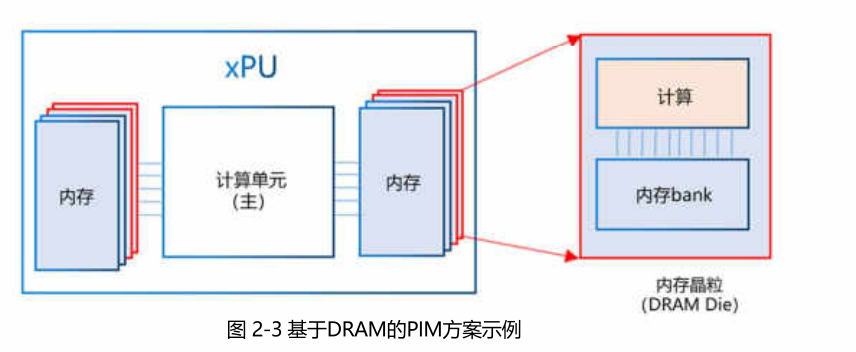 xPU
内存
计算单元
(主)
内存
计算
内存bank
内存晶粒
(DRAM Die)
图 2-3 基于DRAM的PIM方案示例